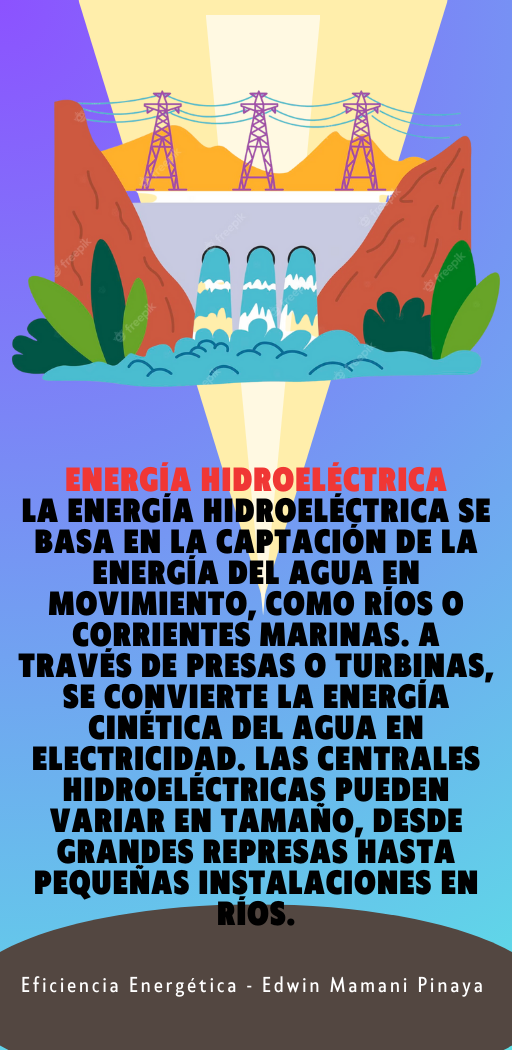 ENERGÍA HIDROELÉCTRICA
LA ENERGÍA HIDROELÉCTRICA SE
BASA EN LA CAPTACIÓN DE LA
ENERGÍA DEL AGUA EN
MOVIMIENTO, COMO RÍOS O
CORRIENTES MARINAS. A
TRAVÉS DE PRESAS O TURBINAS,
SE CONVIERTE LA ENERGÍA
CINÉTICA DEL AGUA EN
ELECTRICIDAD. LAS CENTRALES
HIDROELÉCTRICAS PUEDEN
VARIAR EN TAMAÑO, DESDE
GRANDES REPRESAS HASTA
PEQUEÑAS INSTALACIONES EN
RÍOS.
Eficiencia Energética - Edwin Mamani Pinaya